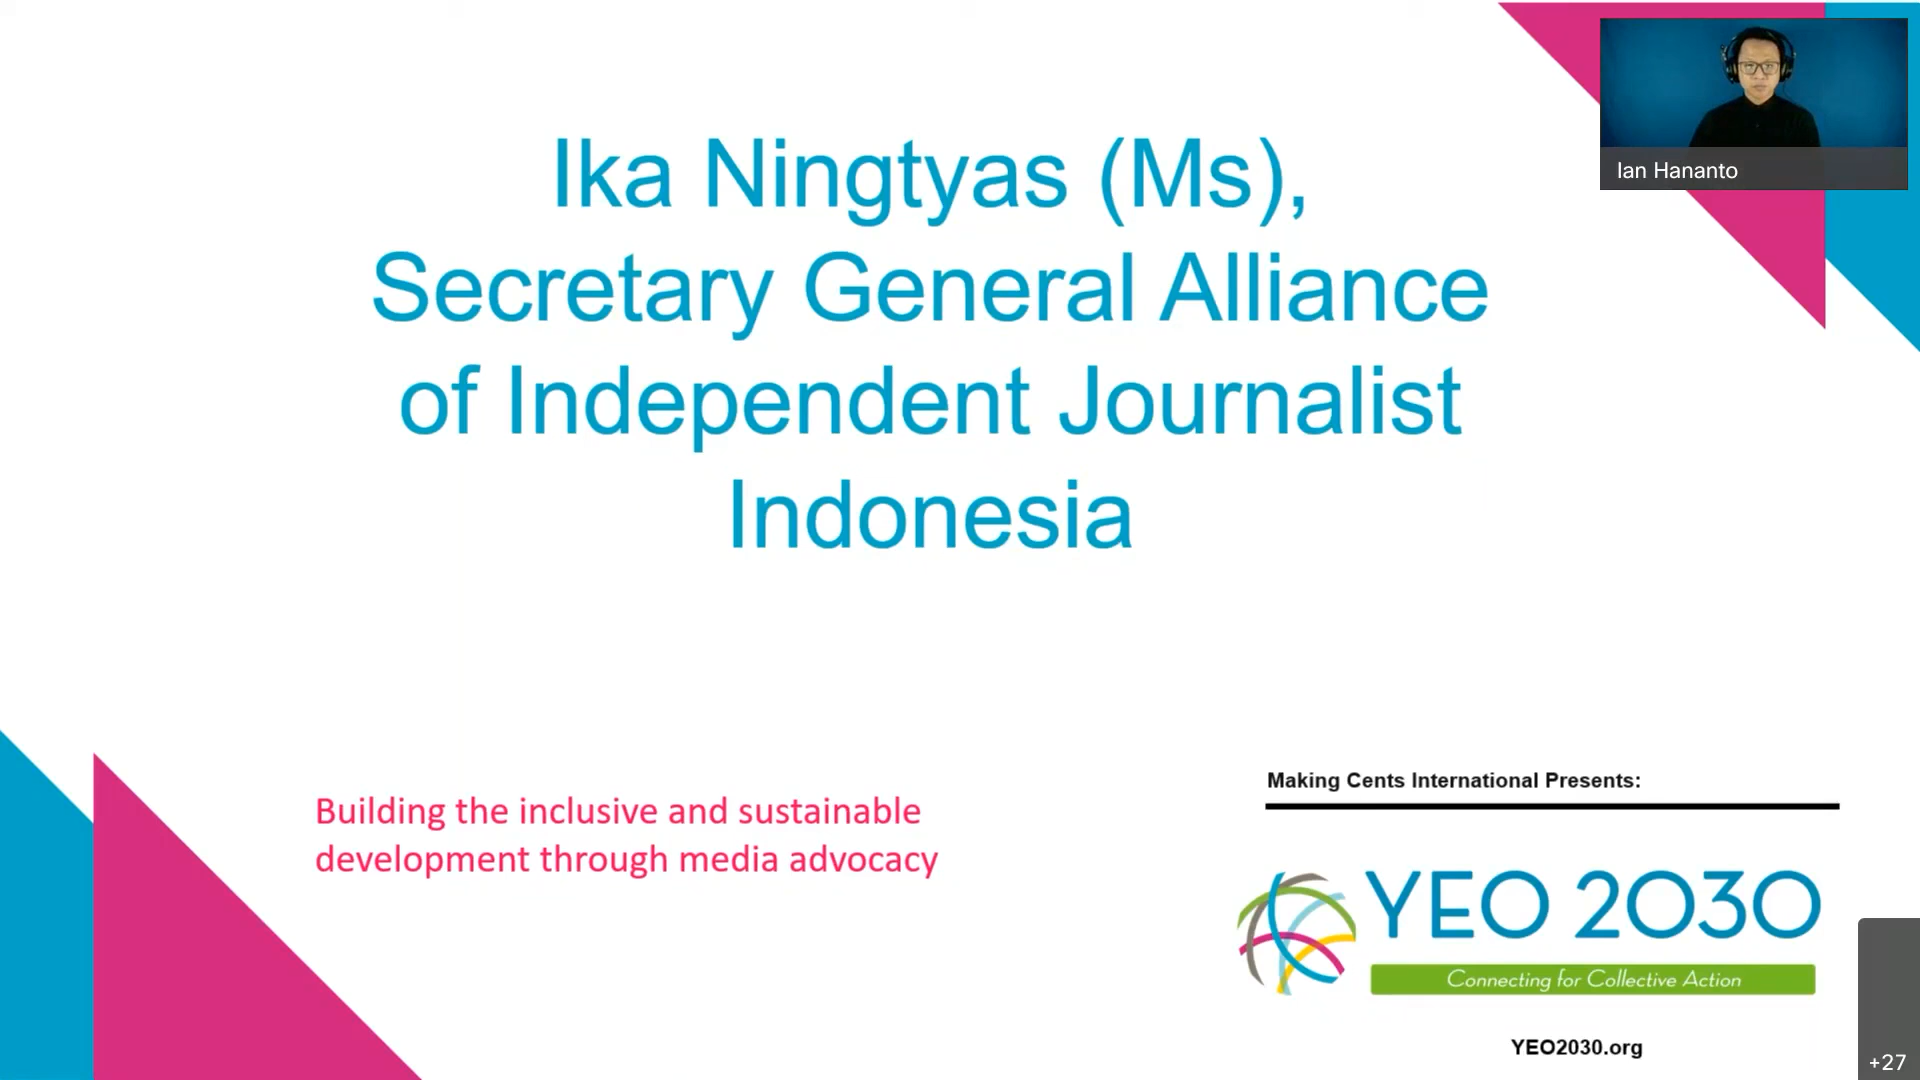 Ian Hananto
Ika Ningtyas (Ms),
Secretary General Alliance
of Independent Journalist
Indonesia
Building the inclusive and sustainable
development through media advocacy
Making Cents International Presents:
YEO 2030
Connecting for Collective Action
YEO2030.org
+27